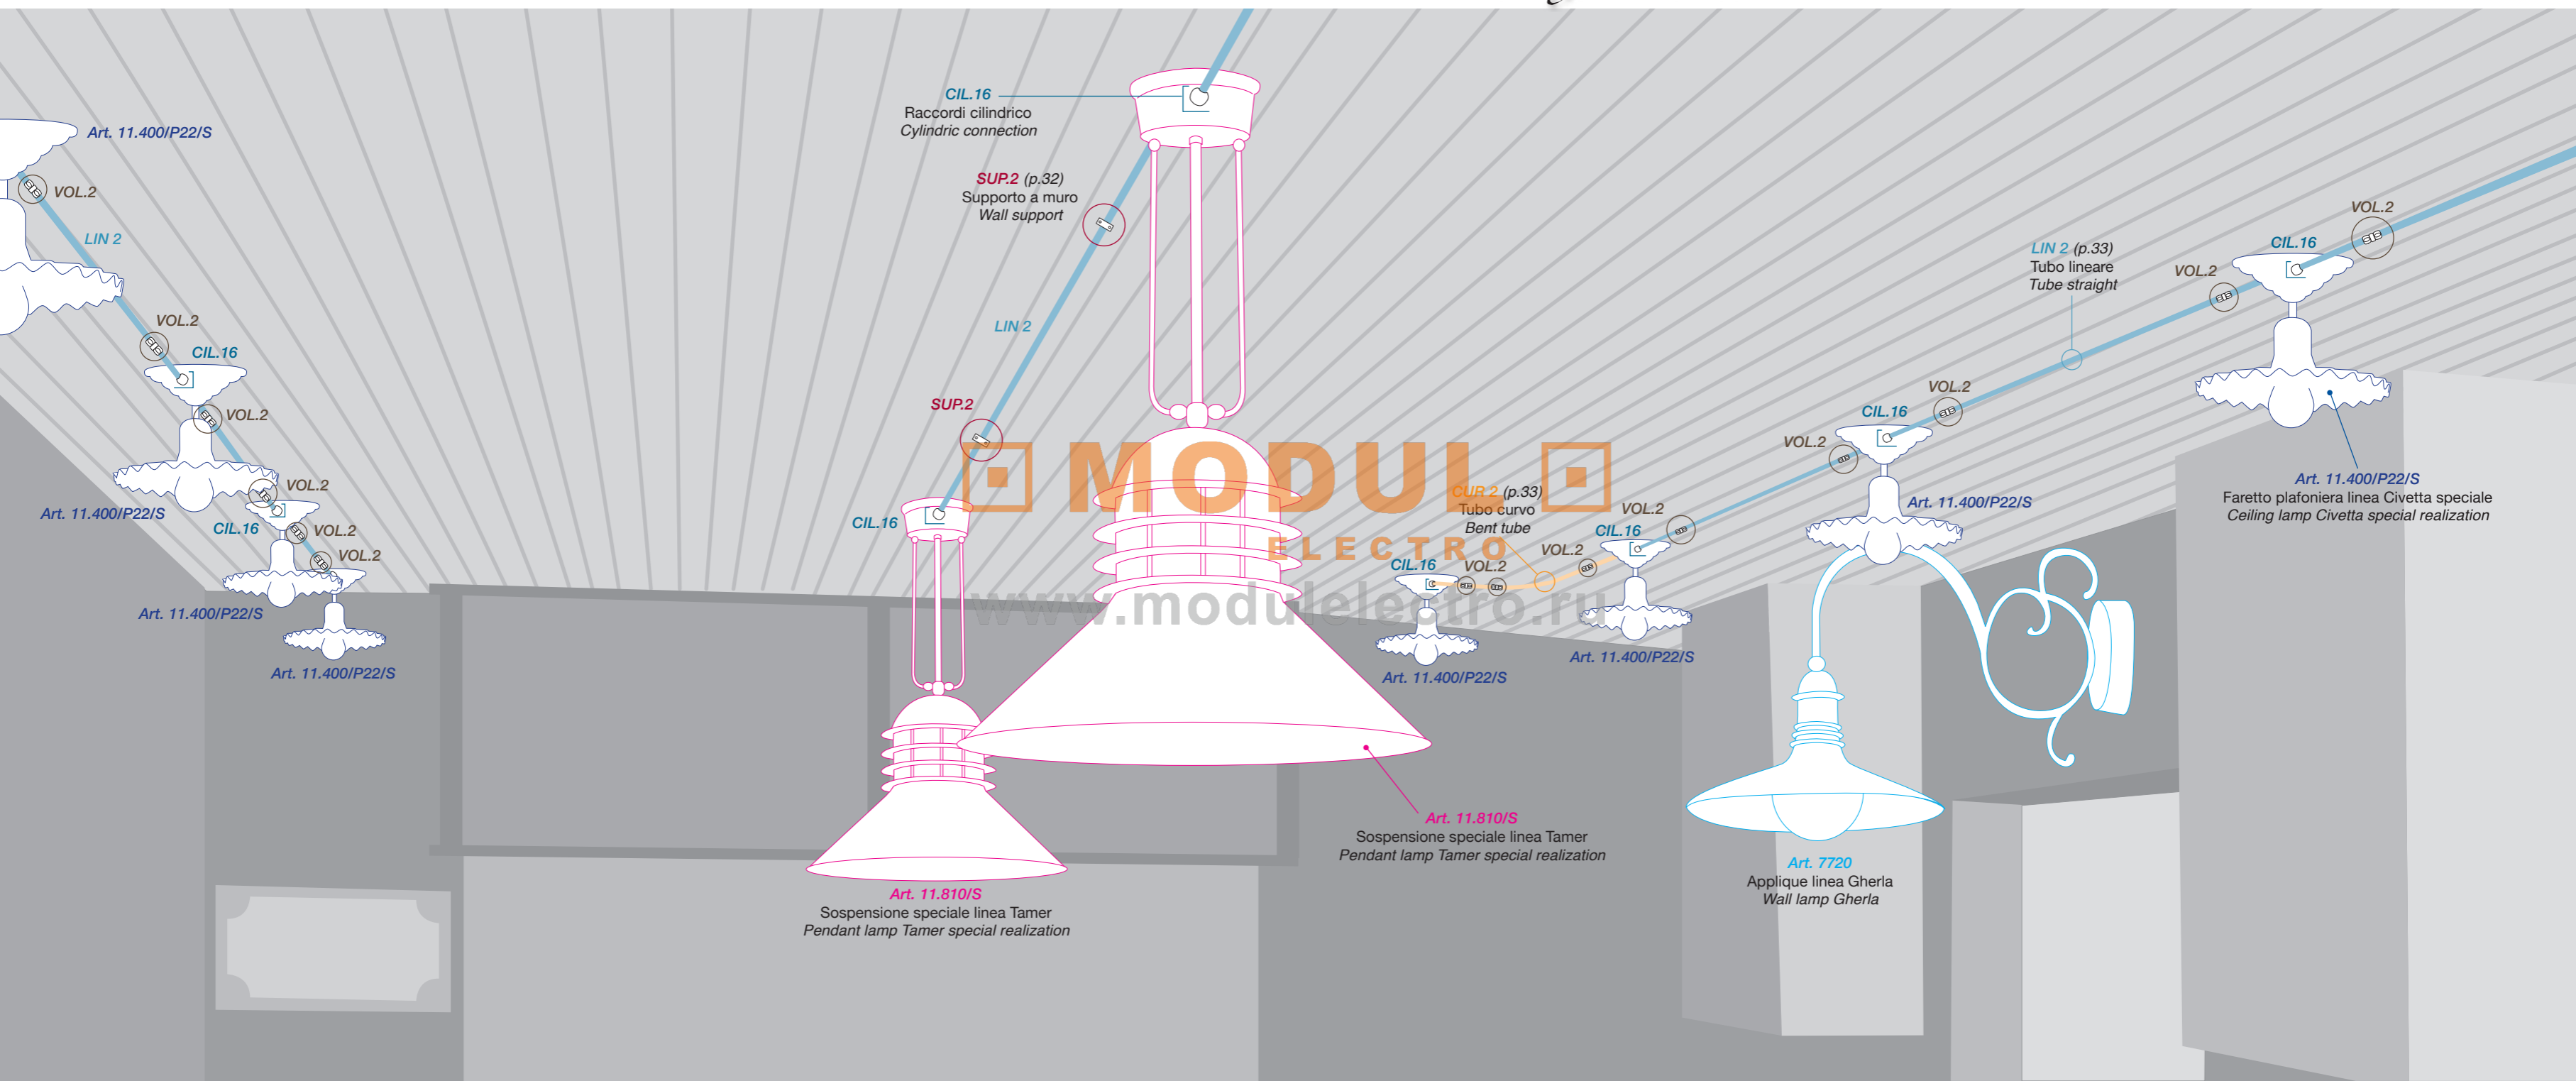 Art. 11.400/P22/S
VOL.2
LIN 2
VOL.2
CIL.16
VOL.2
Art. 11.400/P22/S
VOL.2
CIL.16
VOL.2
VOL.2
Art. 11.400/P22/S
Art. 11.400/P22/S
CIL.16
Raccordi cilindrico
Cylindric connection
SUP.2 (p.32)
Supporto a muro
Wall support
LIN 2
SUP.2
CIL.16
MODUL
ELECTRO
www.modulelectro.ru
Art. 11.810/S
Sospensione speciale linea Tamer
Pendant lamp Tamer special realization
Art. 11.810/S
Sospensione speciale linea Tamer
Pendant lamp Tamer special realization
CUR 2 (p.33)
Tubo curvo
Bent tube
CIL.16
VOL.2
VOL.2
CIL.16
VOL.2
Art. 11.400/P22/S
Art. 11.400/P22/S
VOL.2
CIL.16
VOL.2
Art. 11.400/P22/S
LIN 2 (p.33)
Tubo lineare
Tube straight
VOL.2
CIL.16
VOL.2
Art. 11.400/P22/S
Faretto plafoniera linea Civetta speciale
Ceiling lamp Civetta special realization
Art. 7720
Applique linea Gherla
Wall lamp Gherla